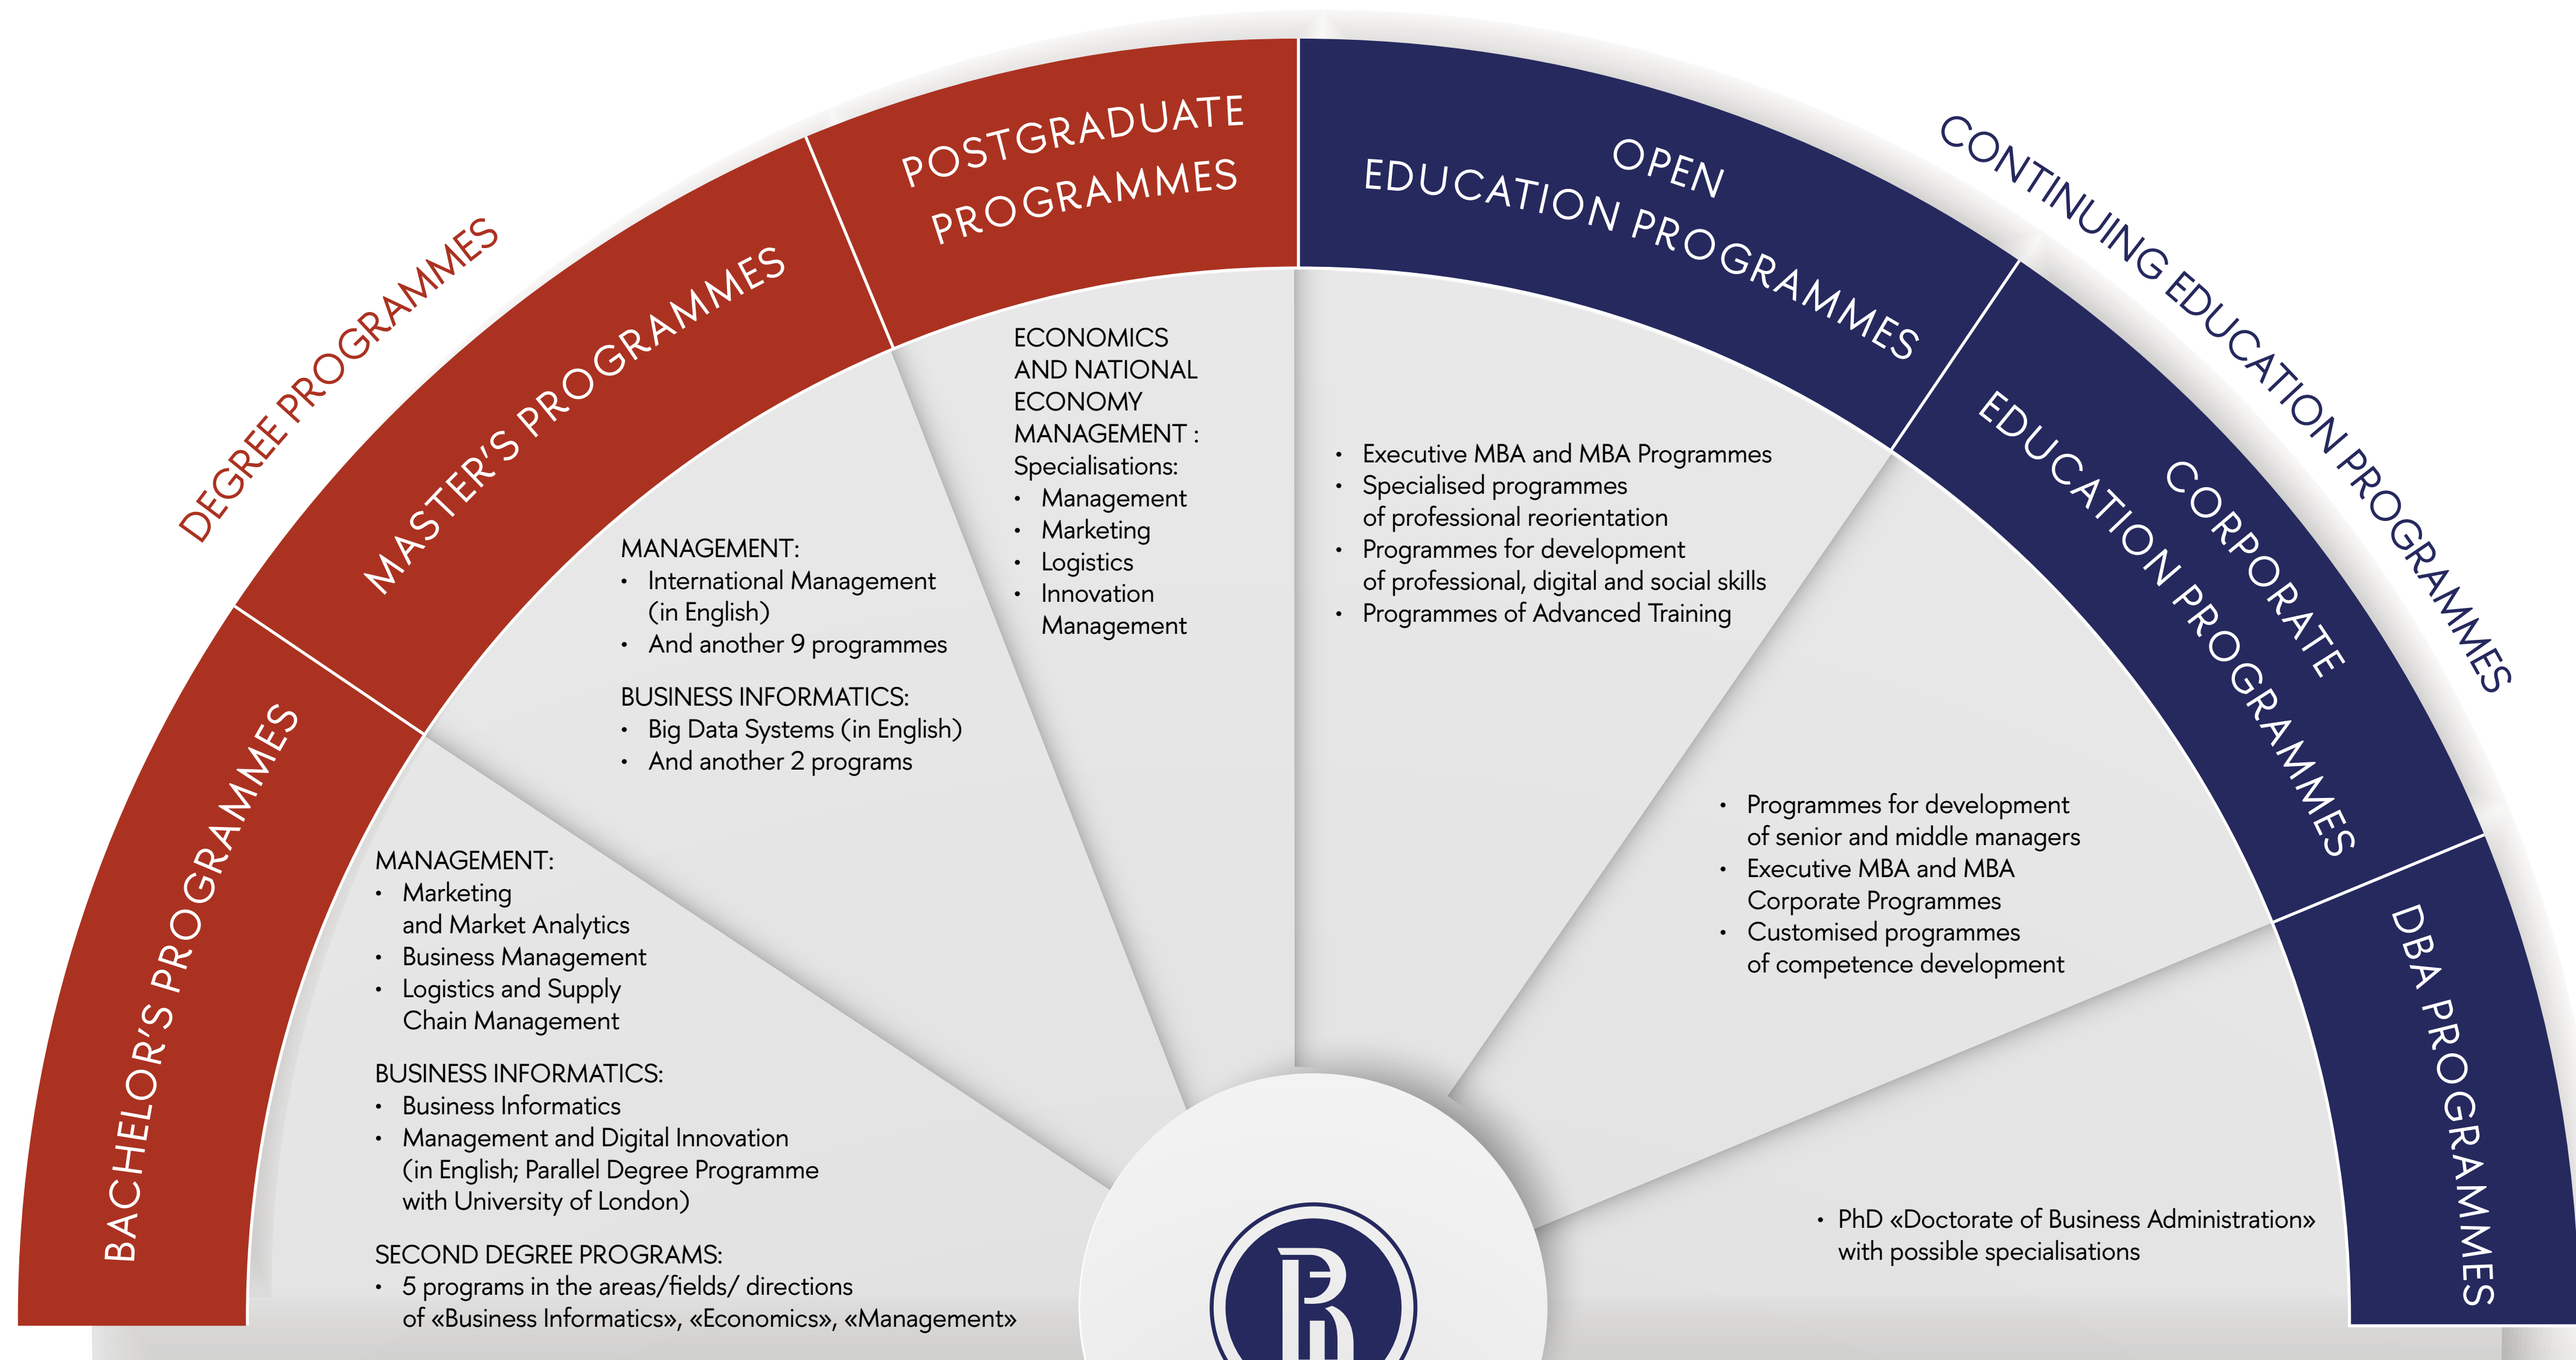 DEGREE PROGRAMMES
BACHELOR'S PROGRAMMES
MANAGEMENT:
• Marketing
and Market Analytics
• Business Management
• Logistics and Supply
Chain Management
BUSINESS INFORMATICS:
• Business Informatics
• Management and Digital Innovation
(in English; Parallel Degree Programme
with University of London)
SECOND DEGREE PROGRAMS:
• 5 programs in the areas/fields/ directions
of «Business Informatics», «Economics», «Management»
MASTER'S PROGRAMMES
MANAGEMENT:
• International Management
(in English)
• And another 9 programmes
BUSINESS INFORMATICS:
• Big Data Systems (in English)
• And another 2 programs
POSTGRADUATE
PROGRAMMES
ECONOMICS
AND NATIONAL
ECONOMY
MANAGEMENT :
Specialisations:
• Management
• Marketing
• Logistics
• Innovation
Management
CONTINUING EDUCATION PROGRAMMES
OPEN
EDUCATION PROGRAMMES
• Executive MBA and MBA Programmes
• Specialised programmes
of professional reorientation
• Programmes for development
of professional, digital and social skills
• Programmes of Advanced Training
CORPORATE
EDUCATION PROGRAMMES
• Programmes for development
of senior and middle managers
• Executive MBA and MBA
Corporate Programmes
• Customised programmes
of competence development
DBA PROGRAMMES
• PhD «Doctorate of Business Administration»
with possible specialisations